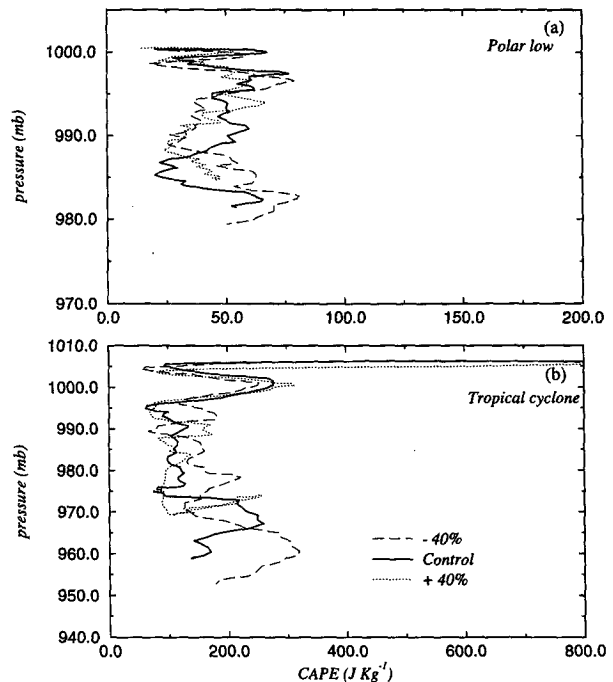 (a)
Polar low
1000.0
990.0
980.0
970.0
pressure (mb)
0.0 50.0 100.0 150.0 200.0
(b)
Tropical cyclone
1010.0
1000.0
990.0
980.0
970.0
960.0
950.0
940.0
pressure (mb)
- 40%
Control
+ 40%
0.0 200.0 400.0 600.0 800.0
CAPE (J Kg⁻¹)